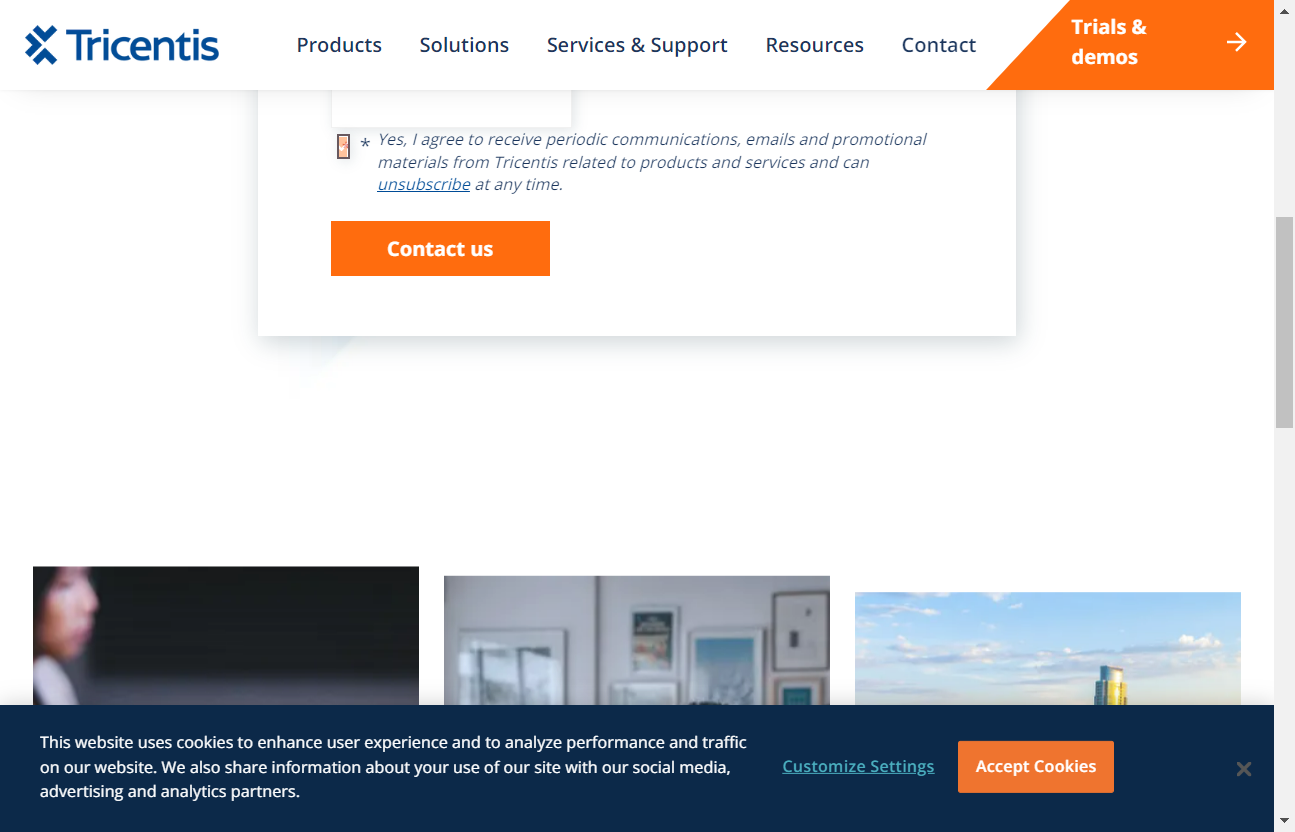 Tricentis
Products
Solutions
Services & Support
Resources
Contact
Trials &
demos
* Yes, I agree to receive periodic communications, emails and promotional
materials from Tricentis related to products and services and can
unsubscribe at any time.
Contact us
This website uses cookies to enhance user experience and to analyze performance and traffic
on our website. We also share information about your use of our site with our social media,
advertising and analytics partners.
Customize Settings
Accept Cookies